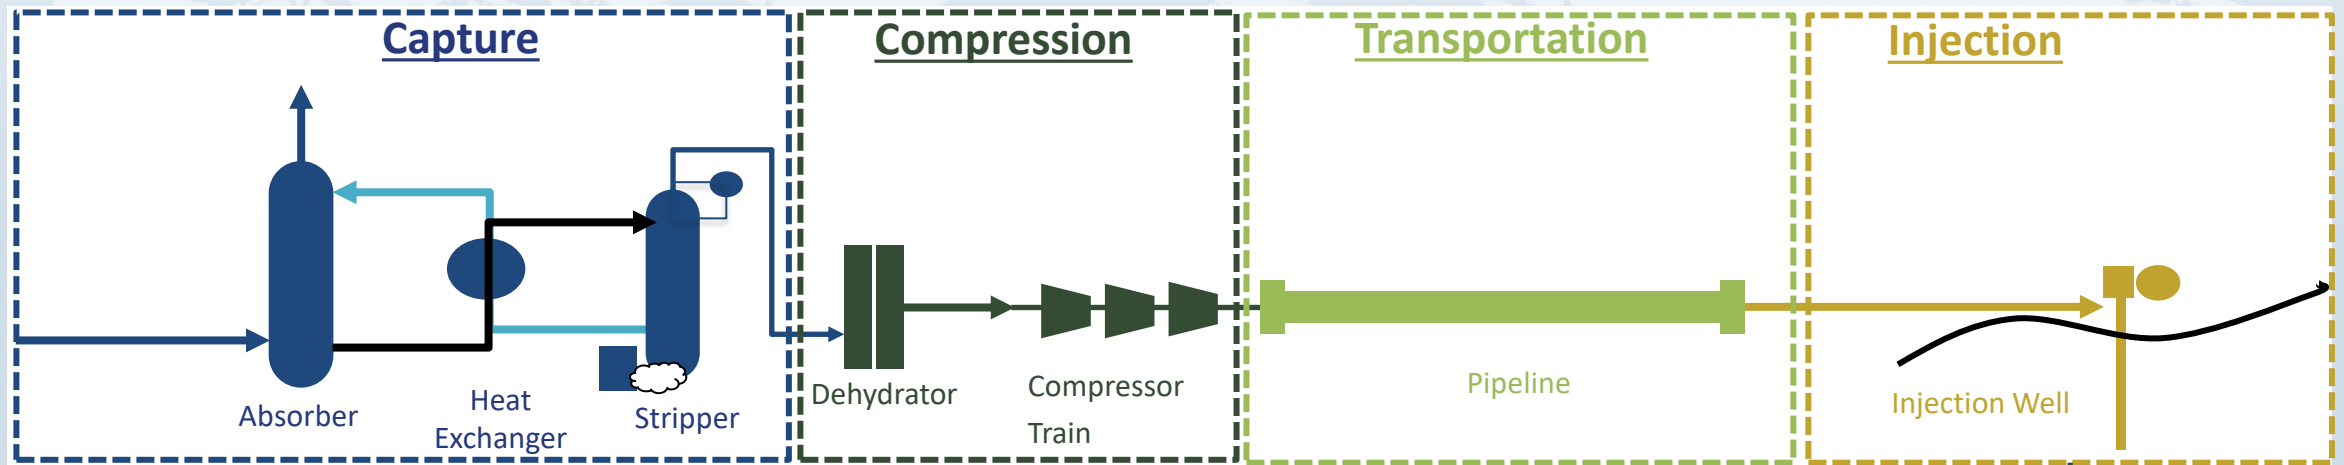 Capture
Compression
Transportation
Injection
Absorber
Heat
Exchanger
Stripper
Dehydrator
Compressor
Train
Pipeline
Injection Well